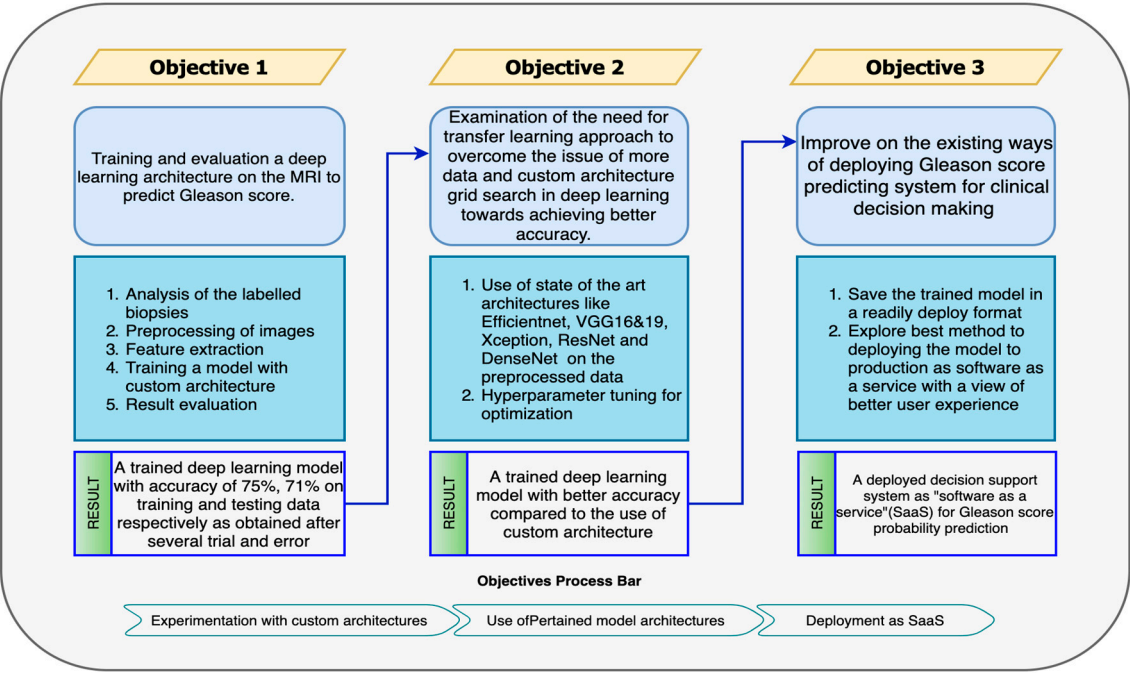 Objective 1
Training and evaluation a deep
learning architecture on the MRI to
predict Gleason score.
1. Analysis of the labelled
biopsies
2. Preprocessing of images
3. Feature extraction
4. Training a model with
custom architecture
5. Result evaluation
RESULT
A trained deep learning model
with accuracy of 75%, 71% on
training and testing data
respectively as obtained after
several trial and error
Objective 2
Examination of the need for
transfer learning approach to
overcome the issue of more
data and custom architecture
grid search in deep learning
towards achieving better
accuracy.
1. Use of state of the art
architectures like
Efficientnet, VGG16&19,
Xception, ResNet and
DenseNet on the
preprocessed data
2. Hyperparameter tuning for
optimization
RESULT
A trained deep learning
model with better accuracy
compared to the use of
custom architecture
Objective 3
Improve on the existing ways
of deploying Gleason score
predicting system for clinical
decision making
1. Save the trained model in
a readily deploy format
2. Explore best method to
deploying the model to
production as software as
a service with a view of
better user experience
RESULT
A deployed decision support
system as "software as a
service"(SaaS) for Gleason score
probability prediction
Objectives Process Bar
Experimentation with custom architectures
Use ofPertained model architectures
Deployment as SaaS